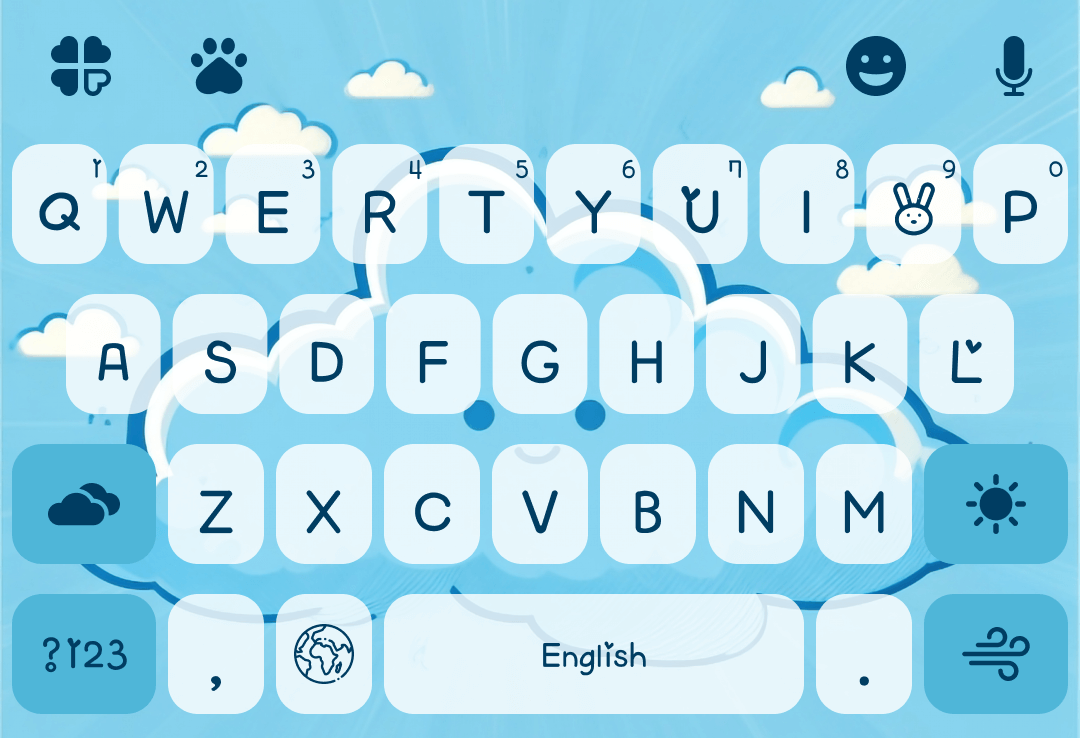 1 2 3 4 5 6 7 8 9 0
Q W E R T Y U I P
A S D F G H J K L
Z X C V B N M
?123 , English .